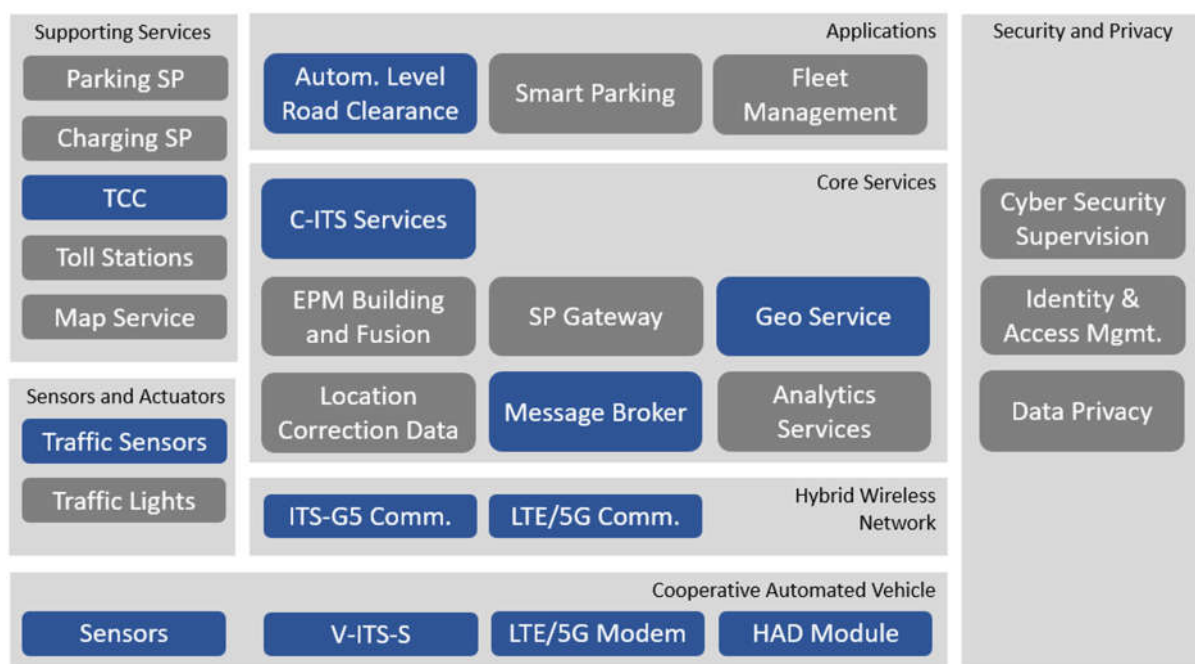 Supporting Services
Parking SP
Charging SP
TCC
Toll Stations
Map Service
Sensors and Actuators
Traffic Sensors
Traffic Lights
Applications
Autom. Level
Road Clearance
Smart Parking
Fleet
Management
Core Services
C-ITS Services
EPM Building
and Fusion
SP Gateway
Geo Service
Location
Correction Data
Message Broker
Analytics
Services
Hybrid Wireless
Network
ITS-G5 Comm.
LTE/5G Comm.
Cooperative Automated Vehicle
Sensors
V-ITS-S
LTE/5G Modem
HAD Module
Security and Privacy
Cyber Security
Supervision
Identity &
Access Mgmt.
Data Privacy